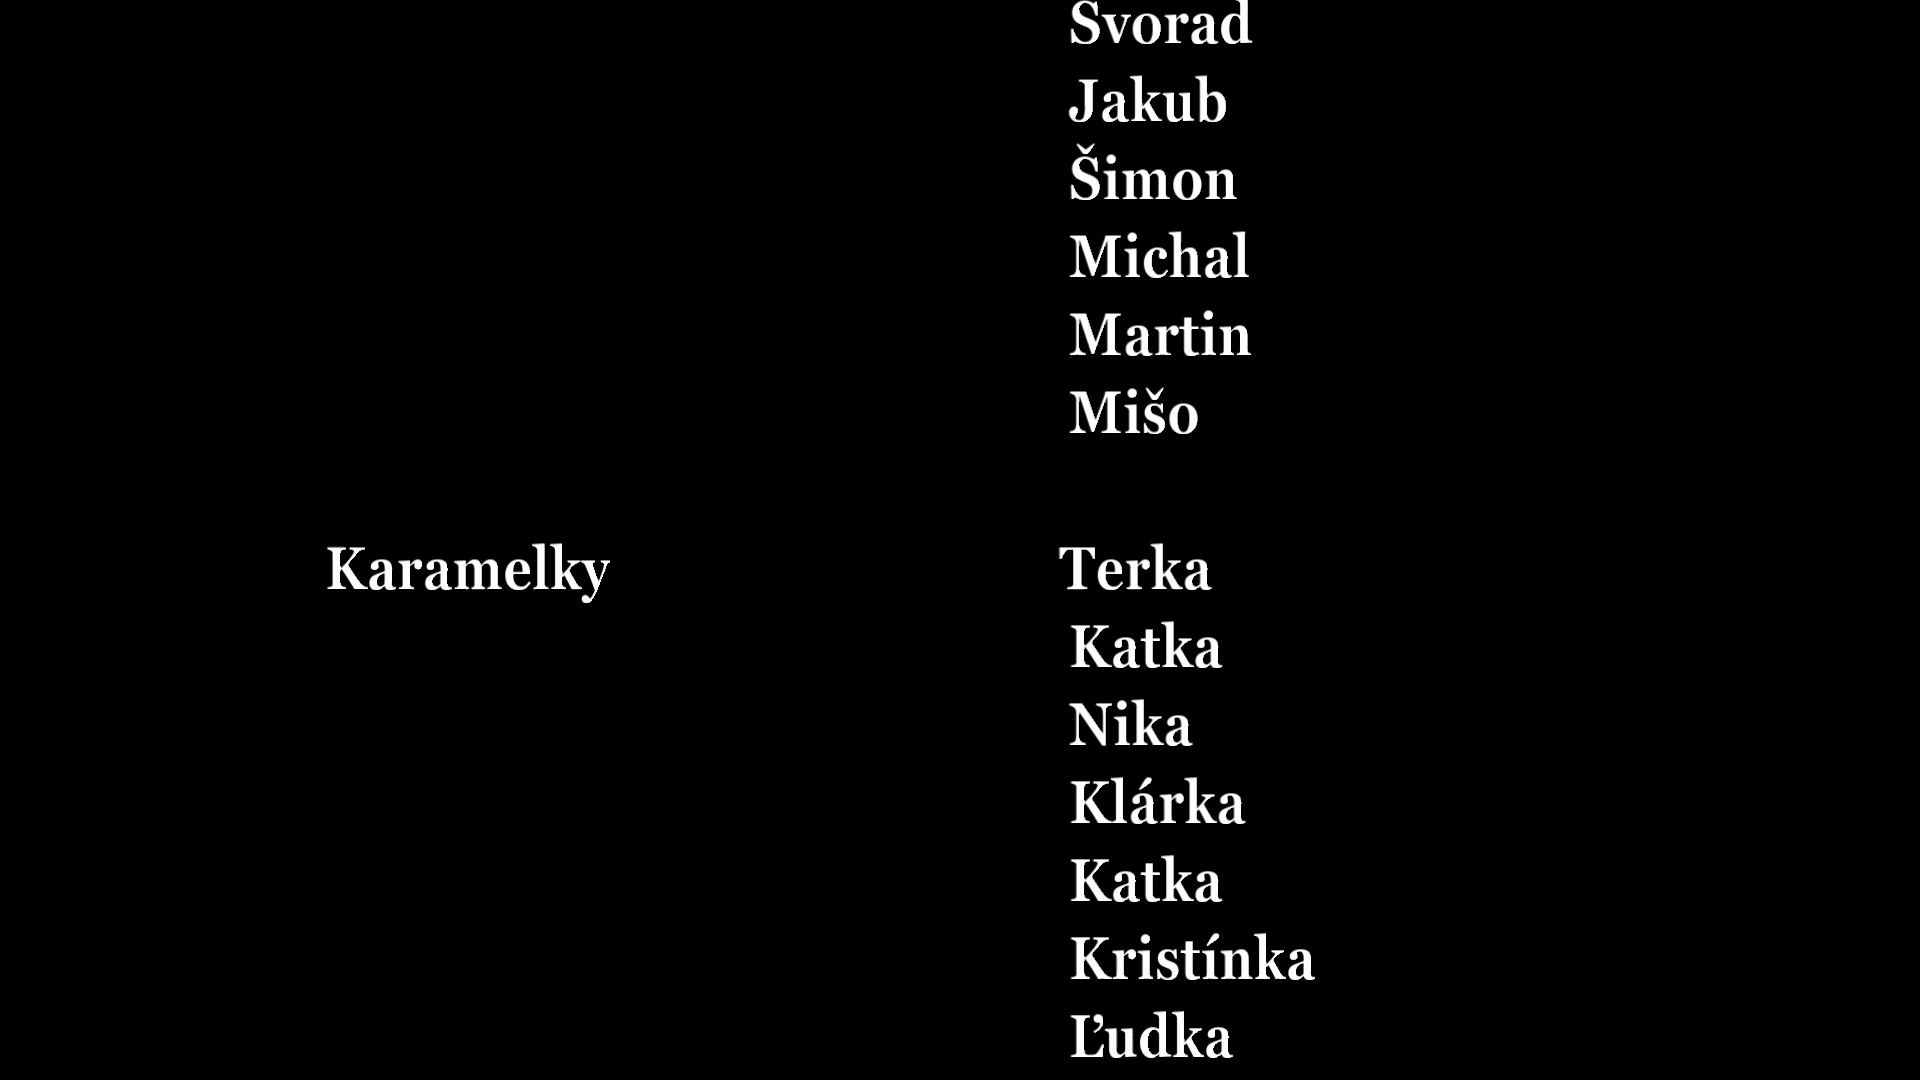 Svorad
Jakub
Šimon
Michal
Martin
Mišo
Karamelky Terka
Katka
Nika
Klárka
Katka
Kristínka
Ľudka